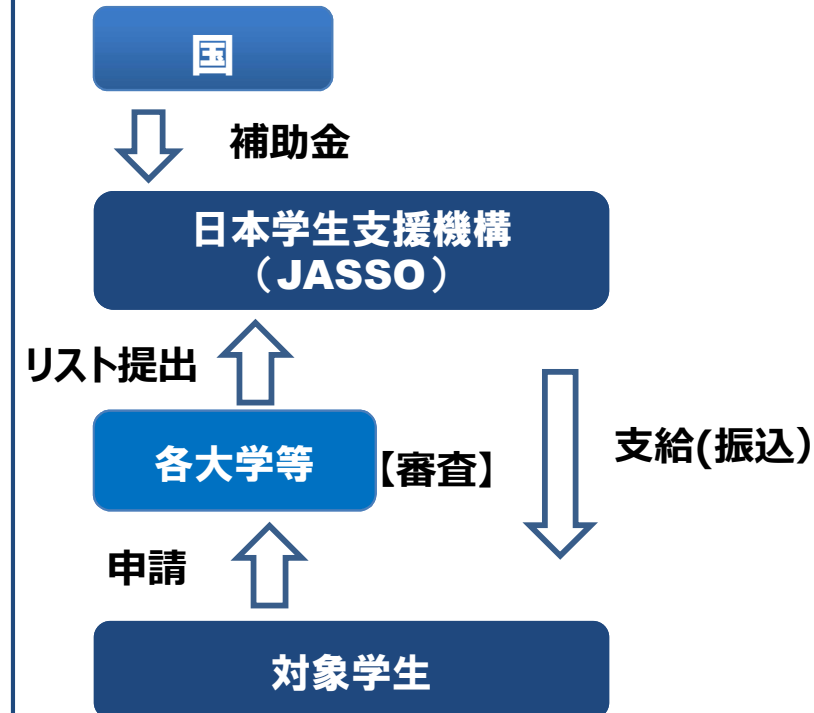 国
補助金
日本学生支援機構
（JASSO）
リスト提出
各大学等
【審査】
支給(振込）
申請
対象学生